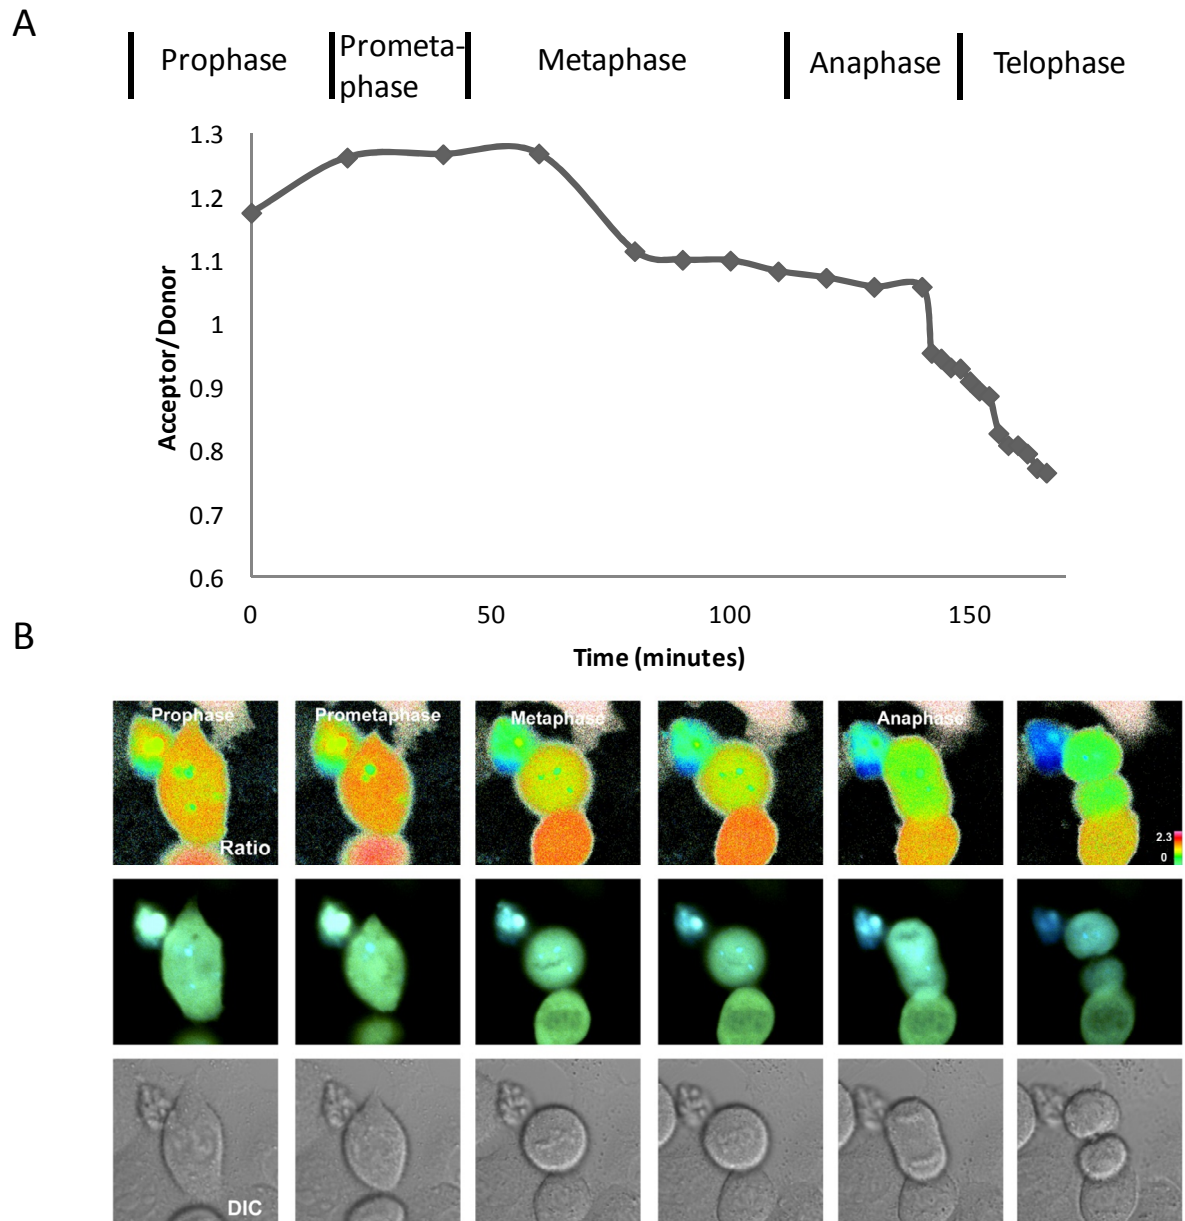 A
Prophase
Prometa-
phase
Metaphase
Anaphase
Telophase
1.3
1.2
1.1
1
0.9
0.8
0.7
0.6
Acceptor/Donor
0
50
100
150
Time (minutes)
B
Prophase
Prometaphase
Metaphase
Anaphase
Ratio
2.3
0
DIC